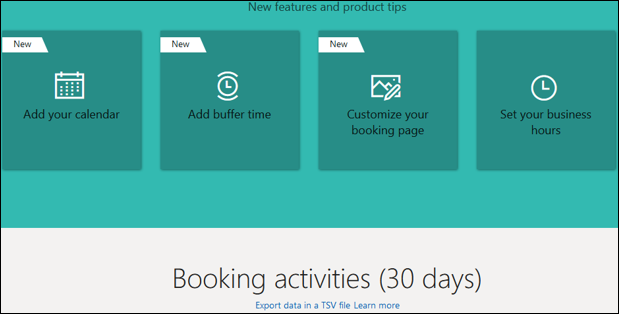 New features and product tips
New
New
New
Add your calendar
Add buffer time
Customize your
booking page
Set your business
hours
Booking activities (30 days)
Export data in a TSV file Learn more